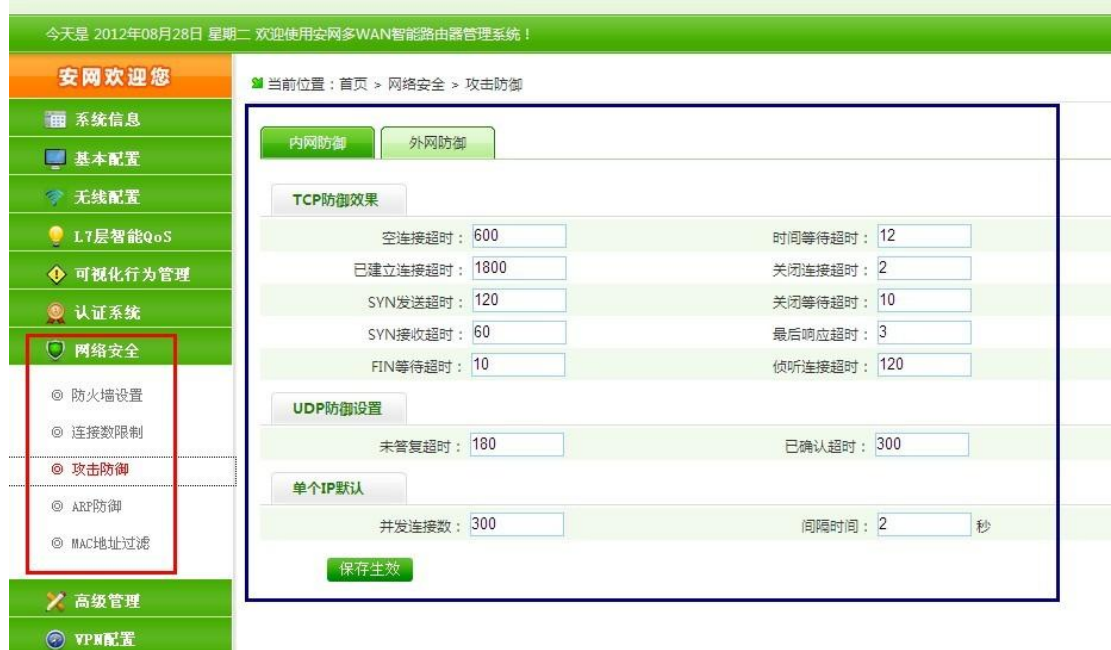 今天是 2012年08月28日 星期二 欢迎使用安网多WAN智能路由器管理系统！
安网欢迎您
系统信息
基本配置
无线配置
L7层智能QoS
可视化行为管理
认证系统
网络安全
防火墙设置
连接数限制
攻击防御
ARP防御
MAC地址过滤
高级管理
VPN配置
当前位置：首页 > 网络安全 > 攻击防御
内网防御 外网防御
TCP防御效果
空连接超时： 600 时间等待超时： 12
已建立连接超时： 1800 关闭连接超时： 2
SYN发送超时： 120 关闭等待超时： 10
SYN接收超时： 60 最后响应超时： 3
FIN等待超时： 10 侦听连接超时： 120
UDP防御设置
未答复超时： 180 已确认超时： 300
单个IP默认
并发连接数： 300 间隔时间： 2 秒
保存生效